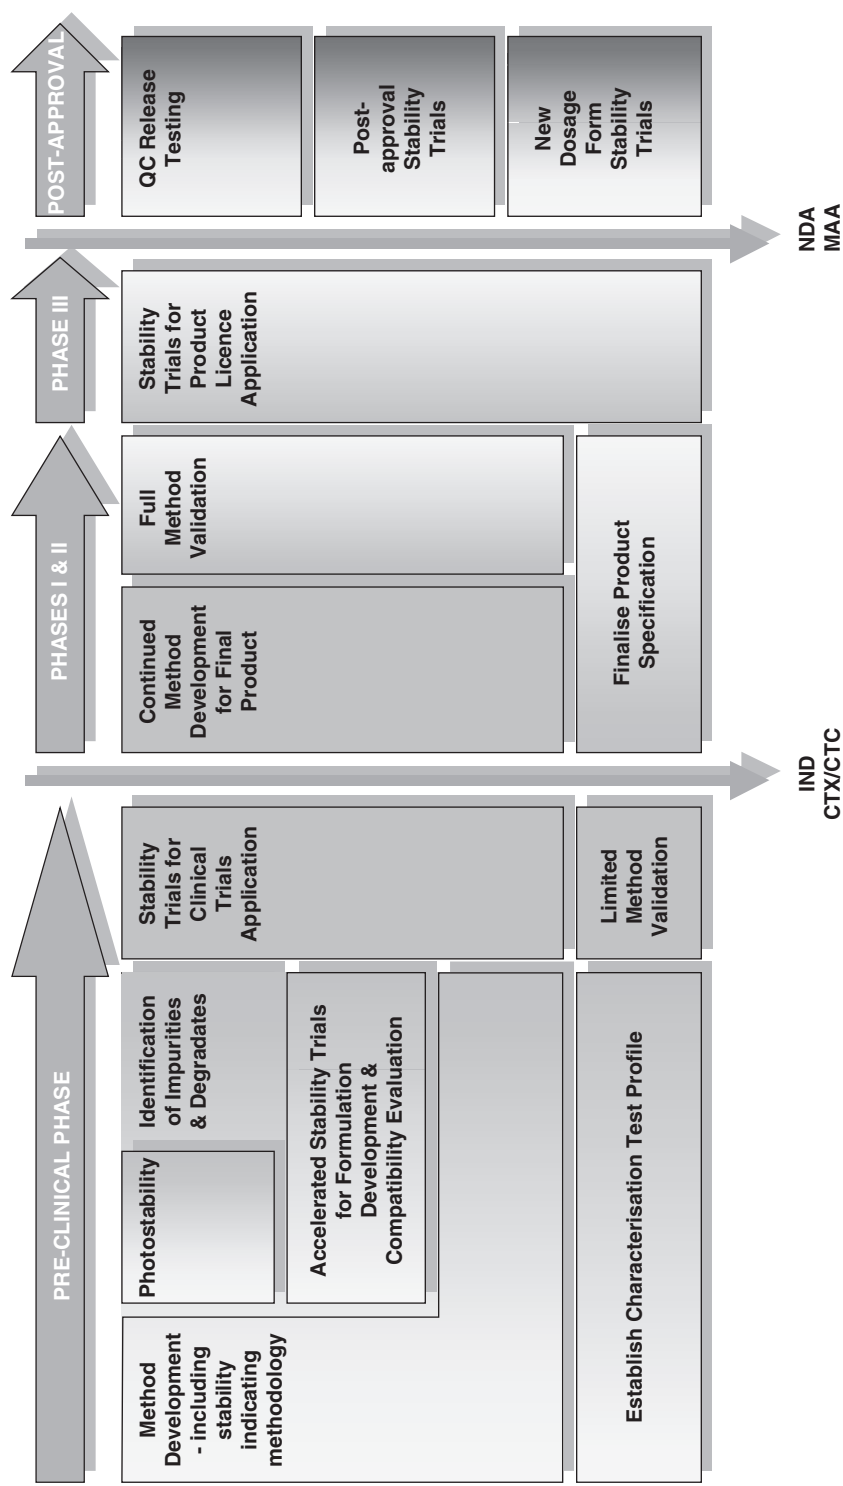 PRE-CLINICAL PHASE
PHASES I & II
PHASE III
POST-APPROVAL
Method
Development
- including
stability
indicating
methodology
Photostability
Identification
of Impurities
& Degradates
Accelerated Stability Trials
for Formulation
Development &
Compatibility Evaluation
Establish Characterisation Test Profile
Stability
Trials for
Clinical
Trials
Application
Limited
Method
Validation
IND
CTX/CTC
Continued
Method
Development
for Final
Product
Full
Method
Validation
Finalise Product
Specification
Stability
Trials for
Product
Licence
Application
NDA
MAA
QC Release
Testing
Post-
approval
Stability
Trials
New
Dosage
Form
Stability
Trials